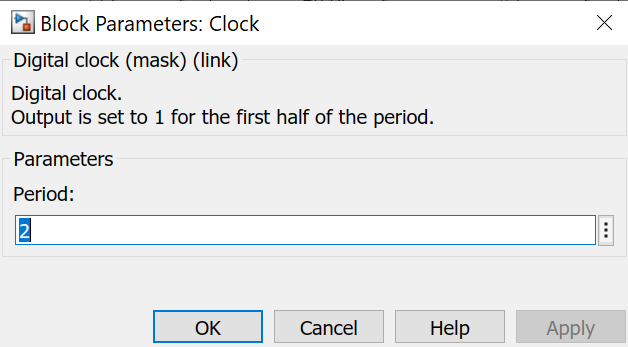 Block Parameters: Clock
Digital clock (mask) (link)
Digital clock.
Output is set to 1 for the first half of the period.
Parameters
Period:
2
OK Cancel Help Apply